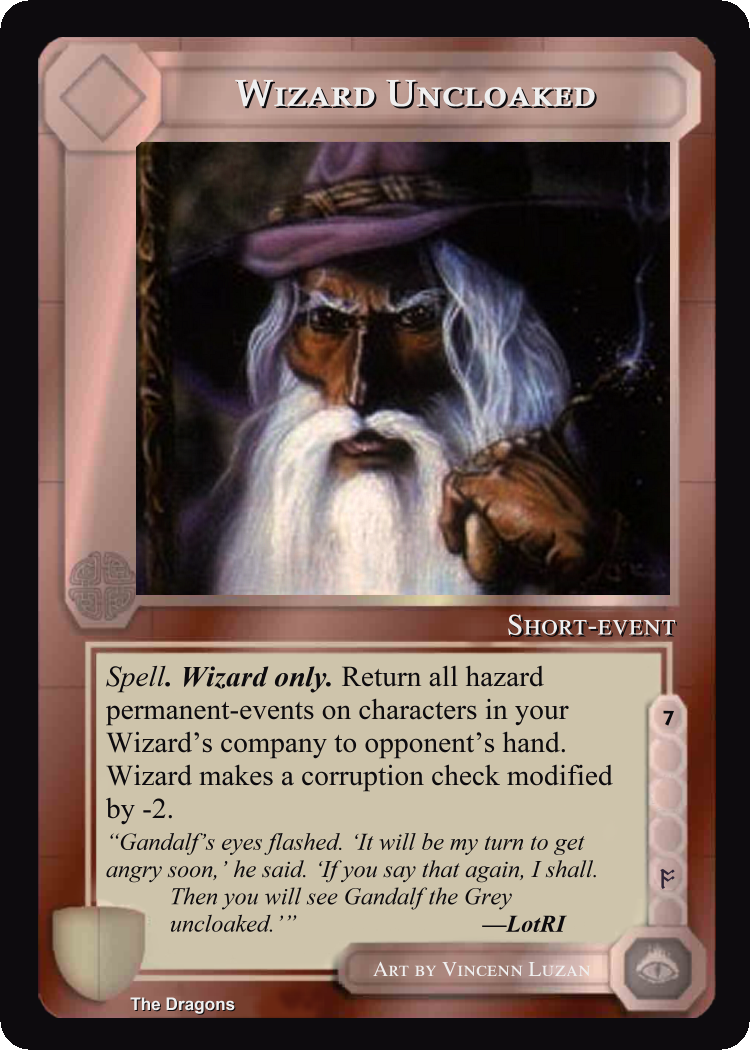 Wizard Uncloaked
Short-event
Spell. Wizard only. Return all hazard
permanent-events on characters in your
Wizard’s company to opponent’s hand.
Wizard makes a corruption check modified
by -2.
7
“Gandalf’s eyes flashed. ‘It will be my turn to get
angry soon,’ he said. ‘If you say that again, I shall.
Then you will see Gandalf the Grey
uncloaked.’” —LotRI
Art by Vincenn Luzan
The Dragons